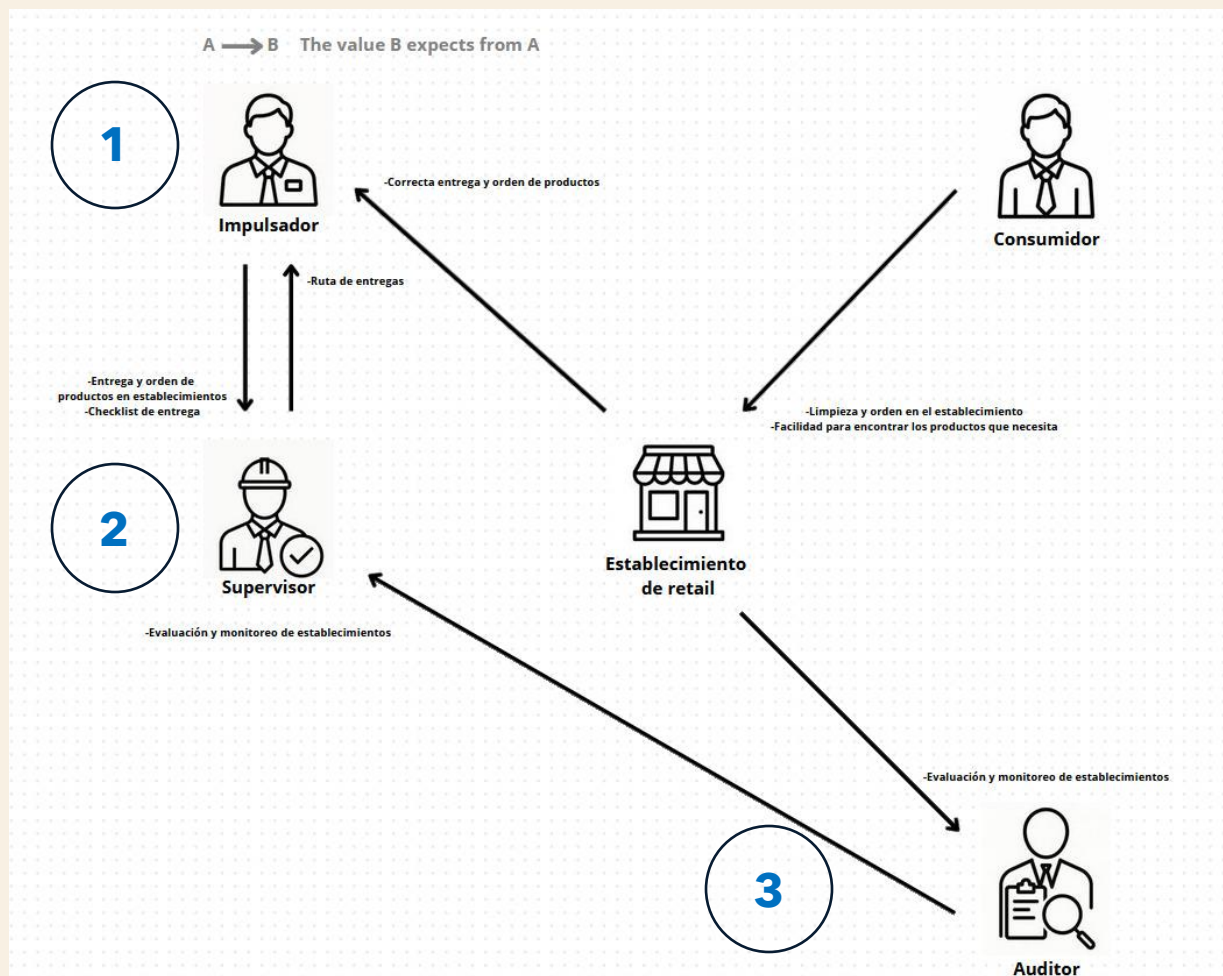 A B The value B expects from A
1
Impulsador
-Correcta entrega y orden de productos
Consumidor
-Ruta de entregas
-Entrega y orden de
productos en establecimientos
-Checklist de entrega
-Limpieza y orden en el establecimiento
-Facilidad para encontrar los productos que necesita
2
Supervisor
Establecimiento
de retail
-Evaluación y monitoreo de establecimientos
-Evaluación y monitoreo de establecimientos
3
Auditor